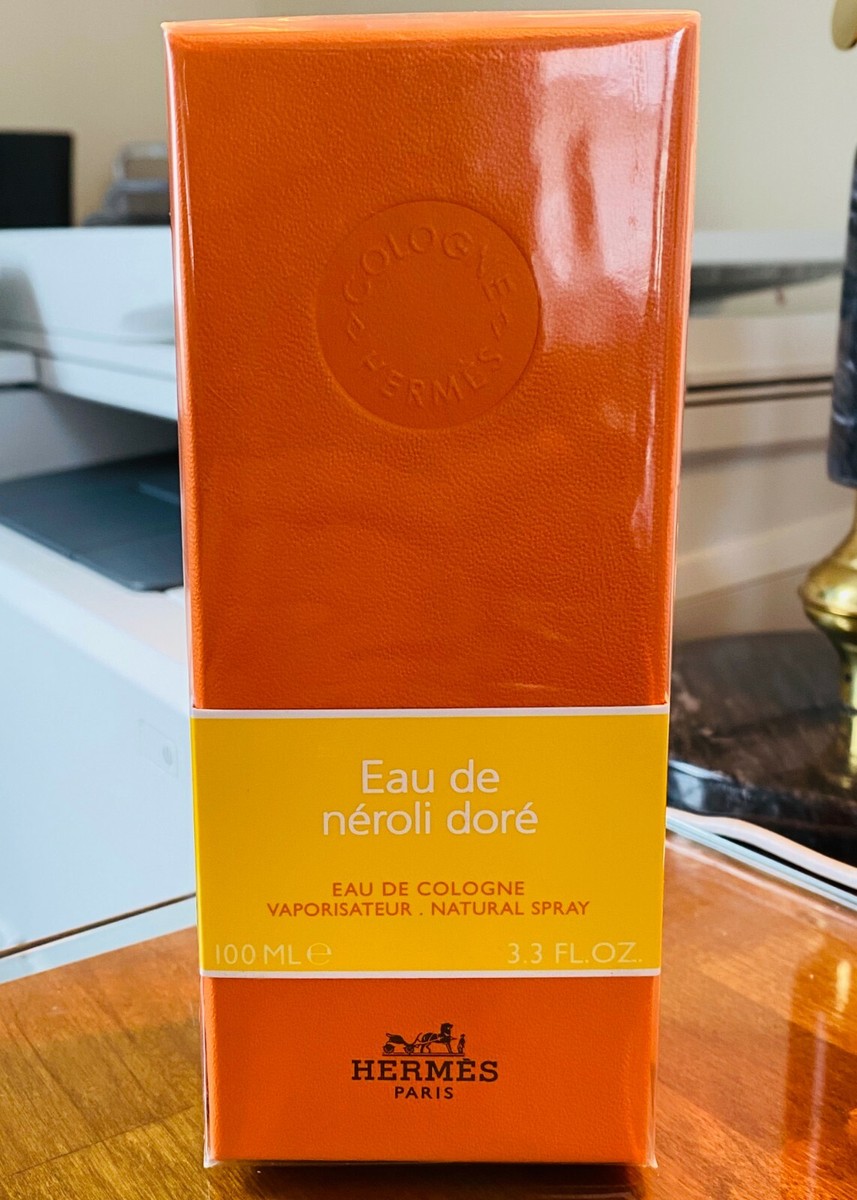 COLOGNE
HERMÈS
Eau de
néroli doré
EAU DE COLOGNE
VAPORISATEUR . NATURAL SPRAY
100 ML ℮ 3.3 FL.OZ.
HERMÈS
PARIS